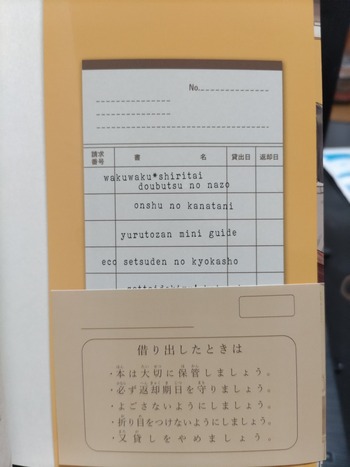 No.
請求番号 書名 貸出日 返却日
wakuwaku*shiritai
doubutsu no nazo
onshu no kanatani
yurutozan mini guide
eco setsuden no kyokasho
借り出したときは
・本は大切に保管しましょう。
・必ず返却期日を守りましょう。
・よごさないようにしましょう。
・折り目をつけないようにしましょう。
・又貸しをやめましょう。